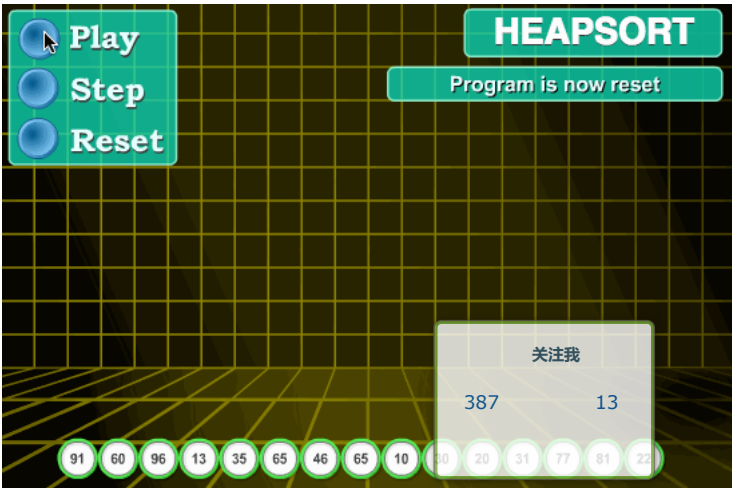 Play
Step
Reset
HEAPSORT
Program is now reset
关注我
387 13
91 60 96 13 35 65 46 65 10 30 20 31 77 81 22